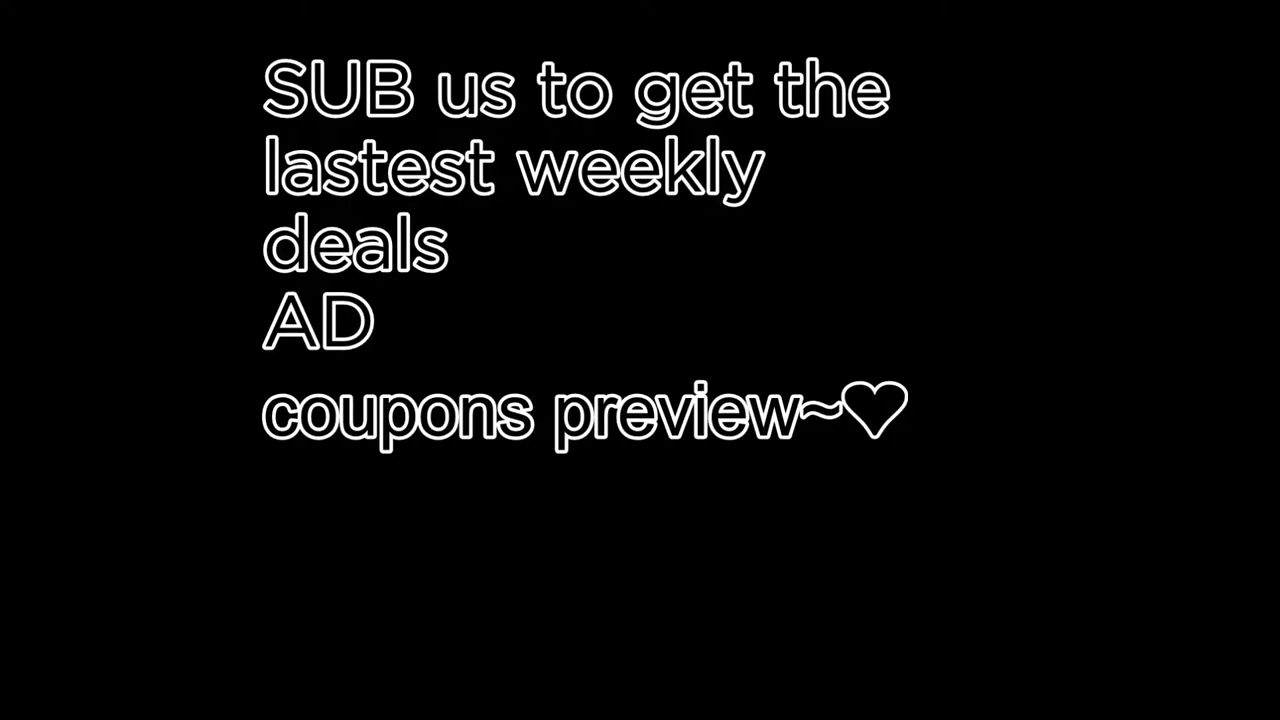 SUB us to get the
lastest weekly
deals
AD
coupons preview~♡